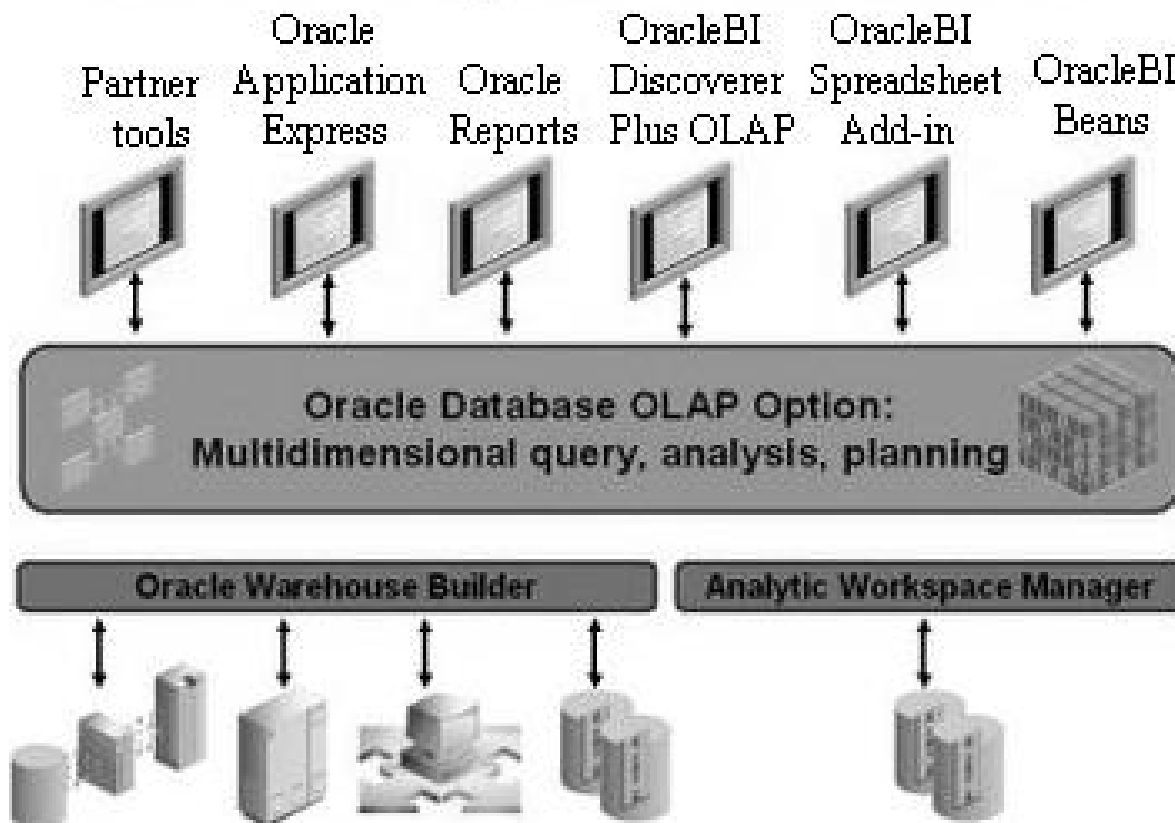 Partner
tools
Oracle
Application
Express
Oracle
Reports
OracleBI
Discoverer
Plus OLAP
OracleBI
Spreadsheet
Add-in
OracleBI
Beans
Oracle Database OLAP Option:
Multidimensional query, analysis, planning
Oracle Warehouse Builder
Analytic Workspace Manager